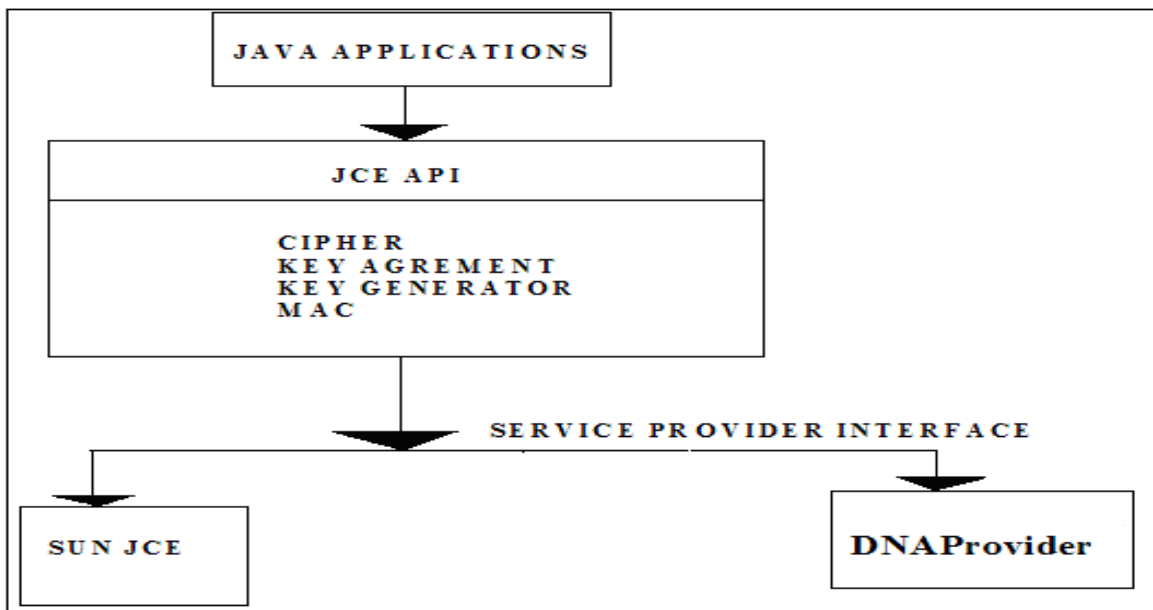 JAVA APPLICATIONS
JCE API
CIPHER
KEY AGREMENT
KEY GENERATOR
MAC
SERVICE PROVIDER INTERFACE
SUN JCE
DNAProvider